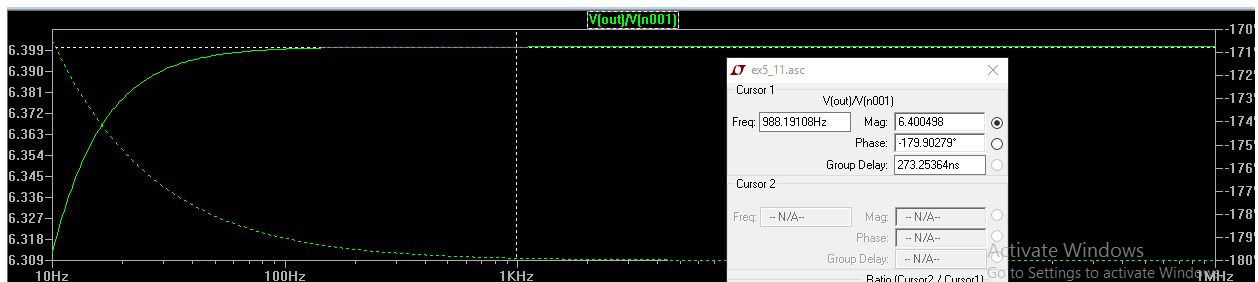 V(out)/V(n001)
6.399
6.390
6.381
6.372
6.363
6.354
6.345
6.336
6.327
6.318
6.309
-170°
-171°
-172°
-173°
-174°
-175°
-176°
-177°
-178°
-179°
-180°
10Hz 100Hz 1KHz 1MHz
ex5_11.asc
Cursor 1
V(out)/V(n001)
Freq: 988.19108Hz Mag: 6.400498
Phase: -179.90279°
Group Delay: 273.25364ns
Cursor 2
Freq: -- N/A-- Mag: -- N/A--
Phase: -- N/A--
Group Delay: -- N/A--
Ratio (Cursor2 / Cursor1)
Activate Windows
Go to Settings to activate Windows